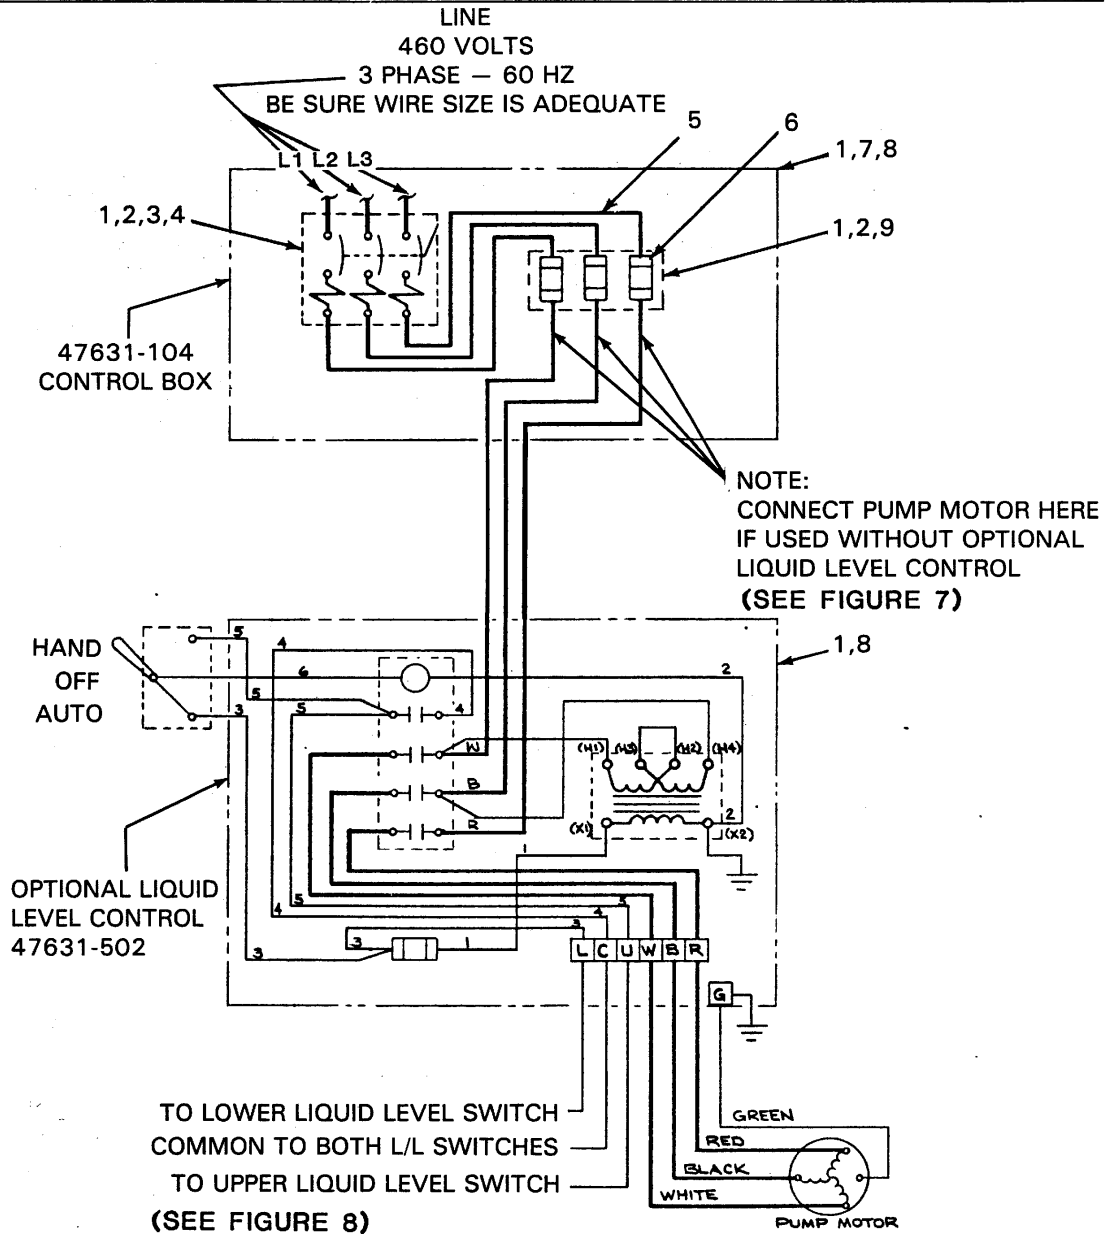 LINE
460 VOLTS
3 PHASE — 60 HZ
BE SURE WIRE SIZE IS ADEQUATE
5
6
L1 L2 L3
1,7,8
1,2,3,4
1,2,9
47631-104
CONTROL BOX
NOTE:
CONNECT PUMP MOTOR HERE
IF USED WITHOUT OPTIONAL
LIQUID LEVEL CONTROL
(SEE FIGURE 7)
HAND
OFF
AUTO
5
4
6
2
1,8
5
5
4
3
W
(H1)
(H3)
(H2)
(H4)
B
R
(X1)
2
(X2)
OPTIONAL LIQUID
LEVEL CONTROL
47631-502
5
5
4
4
3
3
3
1
L C U W B R
G
TO LOWER LIQUID LEVEL SWITCH
COMMON TO BOTH L/L SWITCHES
TO UPPER LIQUID LEVEL SWITCH
(SEE FIGURE 8)
GREEN
RED
BLACK
WHITE
PUMP MOTOR